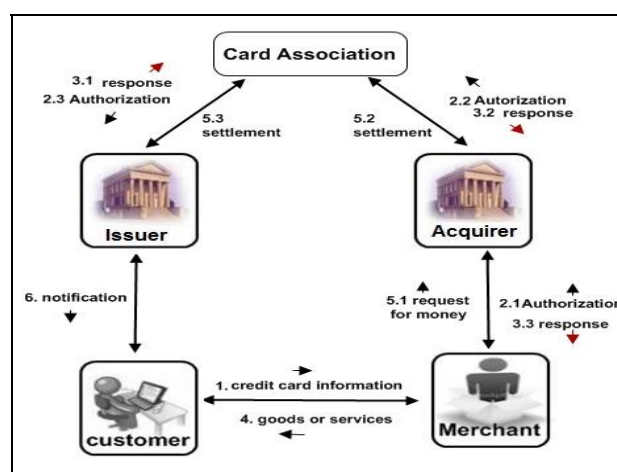 Card Association
3.1 response
2.3 Authorization
5.3
settlement
5.2
settlement
2.2 Autorization
3.2 response
Issuer
Acquirer
6. notification
5.1 request
for money
2.1Authorization
3.3 response
1. credit card information
4. goods or services
customer
Merchant